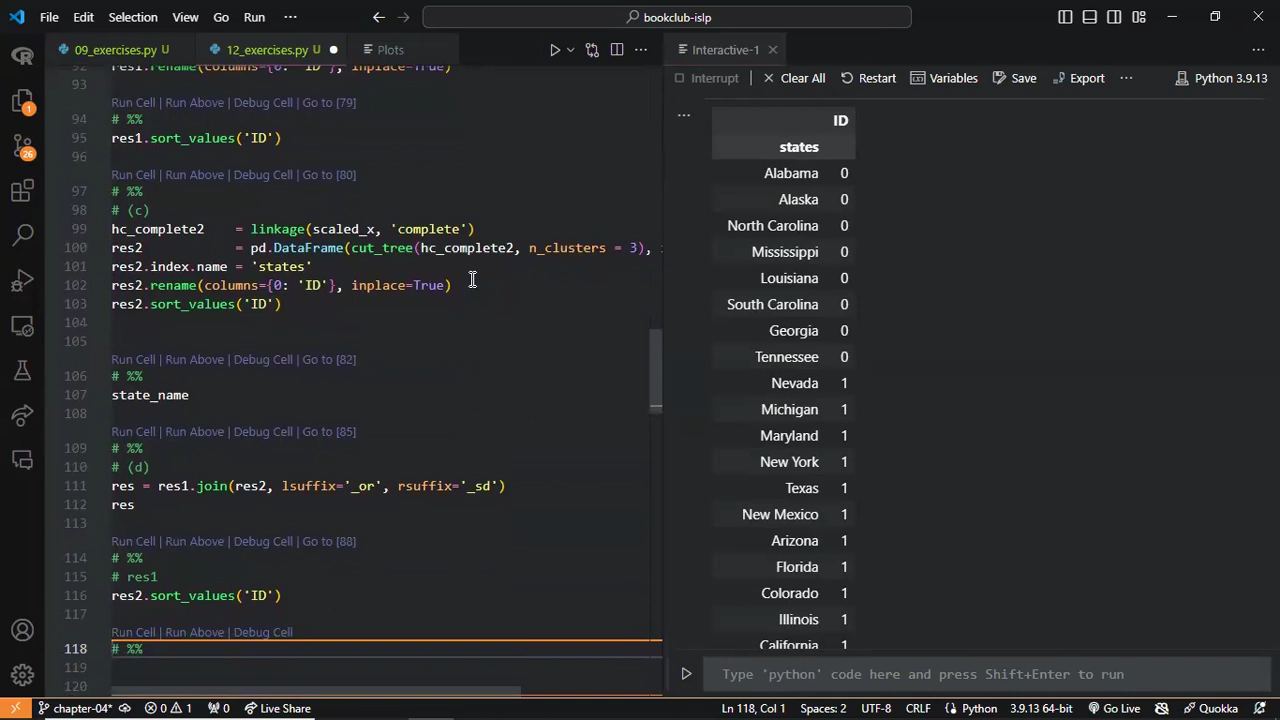 File Edit Selection View Go Run ... bookclub-islp
09_exercises.py U 12_exercises.py U Plots
Interactive-1
Interrupt Clear All Restart Variables Save Export ... Python 3.9.13
92 res1.rename(columns={0: 'ID'}, inplace=True)
93
Run Cell | Run Above | Debug Cell | Go to [79]
94 # %%
95 res1.sort_values('ID')
96
Run Cell | Run Above | Debug Cell | Go to [80]
97 # %%
98 # (c)
99 hc_complete2 = linkage(scaled_x, 'complete')
100 res2 = pd.DataFrame(cut_tree(hc_complete2, n_clusters = 3),
101 res2.index.name = 'states'
102 res2.rename(columns={0: 'ID'}, inplace=True)
103 res2.sort_values('ID')
104
105
Run Cell | Run Above | Debug Cell | Go to [82]
106 # %%
107 state_name
108
Run Cell | Run Above | Debug Cell | Go to [85]
109 # %%
110 # (d)
111 res = res1.join(res2, lsuffix='_or', rsuffix='_sd')
112 res
113
Run Cell | Run Above | Debug Cell | Go to [88]
114 # %%
115 # res1
116 res2.sort_values('ID')
117
Run Cell | Run Above | Debug Cell
118 # %%
119
120
ID
states
Alabama 0
Alaska 0
North Carolina 0
Mississippi 0
Louisiana 0
South Carolina 0
Georgia 0
Tennessee 0
Nevada 1
Michigan 1
Maryland 1
New York 1
Texas 1
New Mexico 1
Arizona 1
Florida 1
Colorado 1
Illinois 1
California 1
Type 'python' code here and press Shift+Enter to run
1
26
chapter-04* 0 1 0 Live Share Ln 118, Col 1 Spaces: 2 UTF-8 CRLF Python 3.9.13 64-bit Go Live Quokka